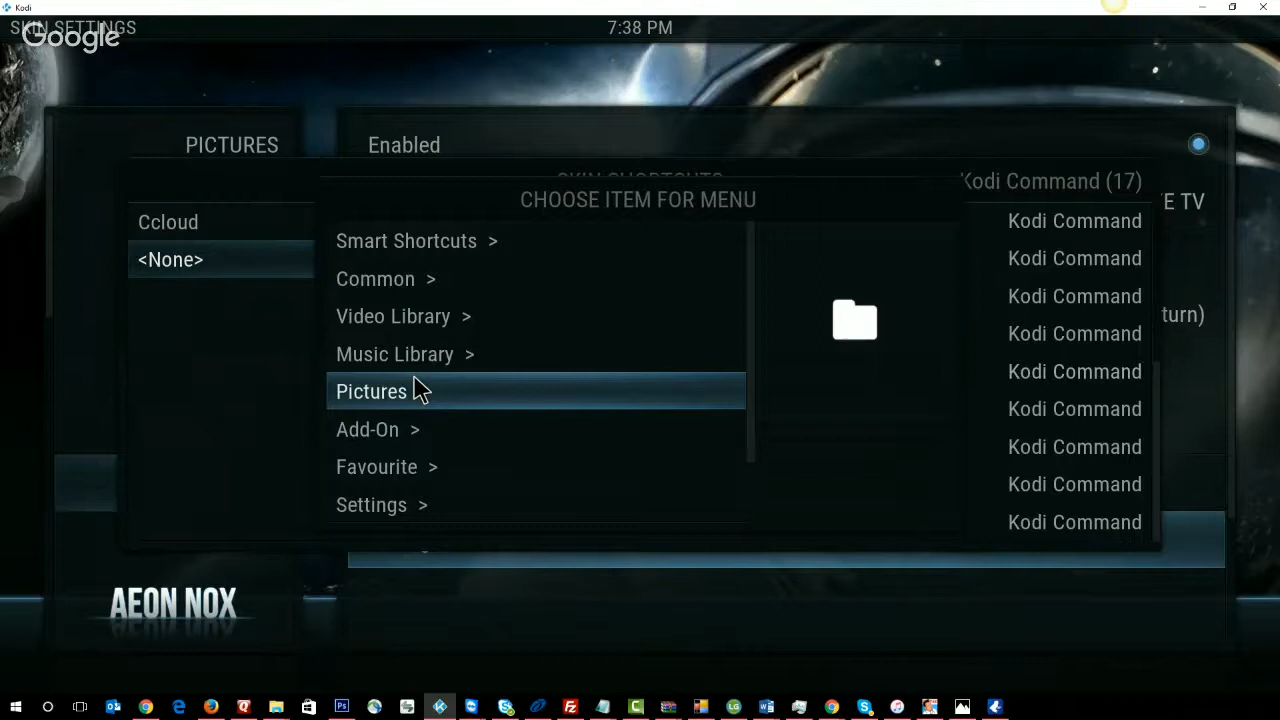 Kodi
SKIN SETTINGS
Google
7:38 PM
PICTURES
Enabled
SKIN SHORTCUTS
Kodi Command (17)
CHOOSE ITEM FOR MENU
E TV
Ccloud
<None>
Smart Shortcuts >
Common >
Video Library >
Music Library >
Pictures
Add-On >
Favourite >
Settings >
Kodi Command
Kodi Command
Kodi Command
turn)
Kodi Command
Kodi Command
Kodi Command
Kodi Command
Kodi Command
Kodi Command
AEON NOX